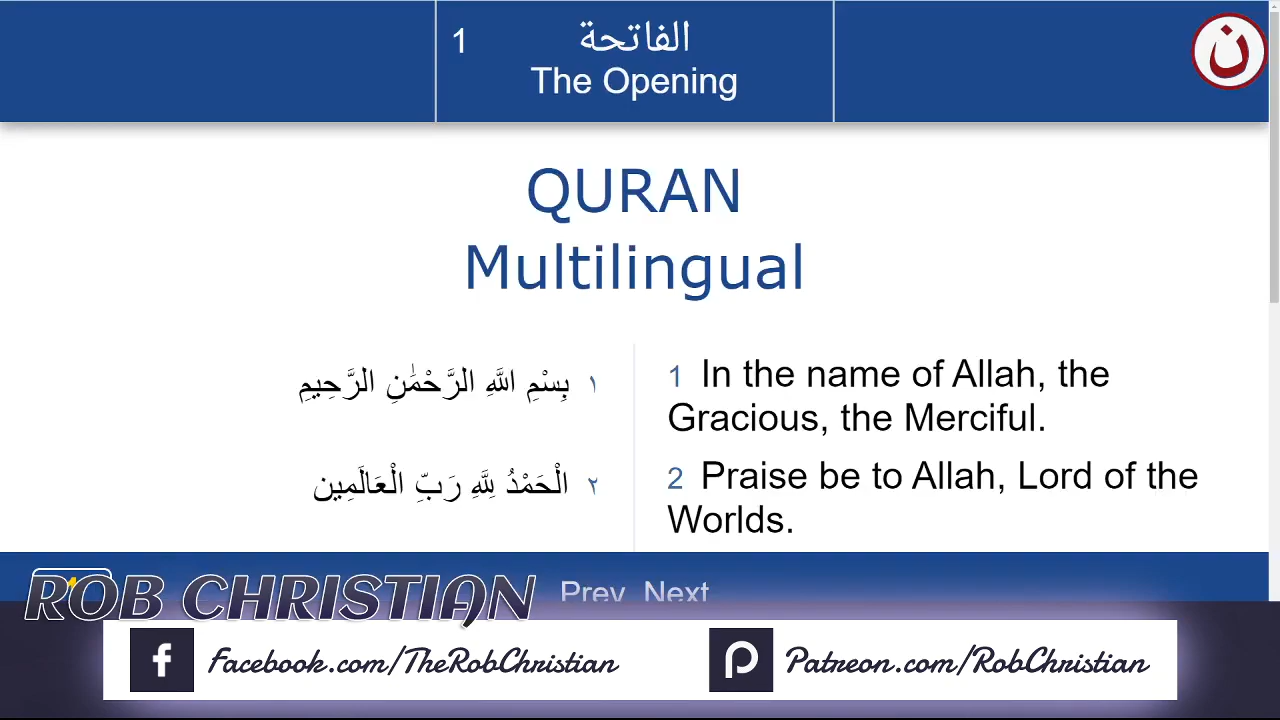 1
الفاتحة
The Opening
ن
QURAN
Multilingual
١ بِسْمِ اللَّهِ الرَّحْمَٰنِ الرَّحِيمِ
1 In the name of Allah, the
Gracious, the Merciful.
٢ الْحَمْدُ لِلَّهِ رَبِّ الْعَالَمِين
2 Praise be to Allah, Lord of the
Worlds.
ROB CHRISTIAN
Prev Next
Facebook.com/TheRobChristian
Patreon.com/RobChristian